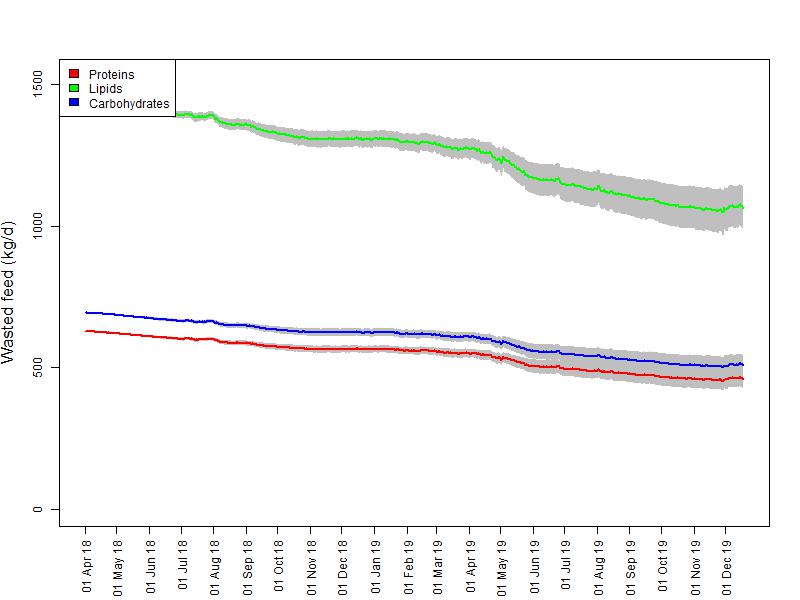 Proteins
Lipids
Carbohydrates
Wasted feed (kg/d)
1500
1000
500
0
01 Apr 18
01 May 18
01 Jun 18
01 Jul 18
01 Aug 18
01 Sep 18
01 Oct 18
01 Nov 18
01 Dec 18
01 Jan 19
01 Feb 19
01 Mar 19
01 Apr 19
01 May 19
01 Jun 19
01 Jul 19
01 Aug 19
01 Sep 19
01 Oct 19
01 Nov 19
01 Dec 19